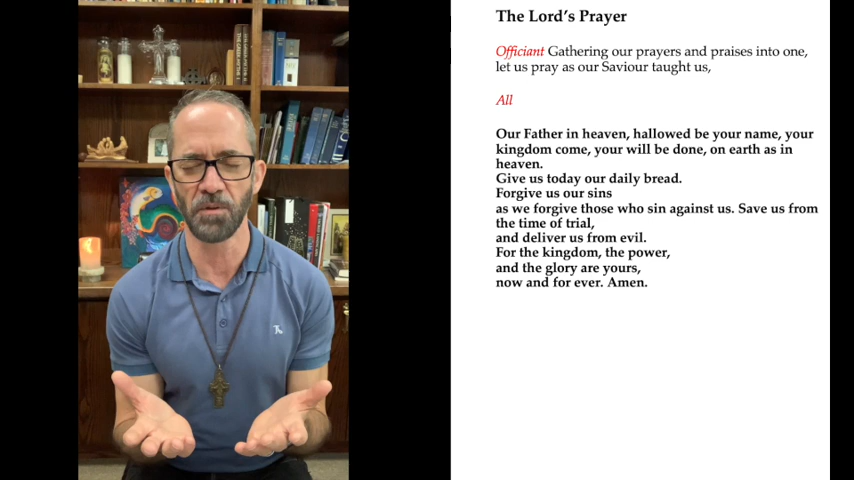 The Lord's Prayer
Officiant Gathering our prayers and praises into one,
let us pray as our Saviour taught us,
All
Our Father in heaven, hallowed be your name, your
kingdom come, your will be done, on earth as in
heaven.
Give us today our daily bread.
Forgive us our sins
as we forgive those who sin against us. Save us from
the time of trial,
and deliver us from evil.
For the kingdom, the power,
and the glory are yours,
now and for ever. Amen.